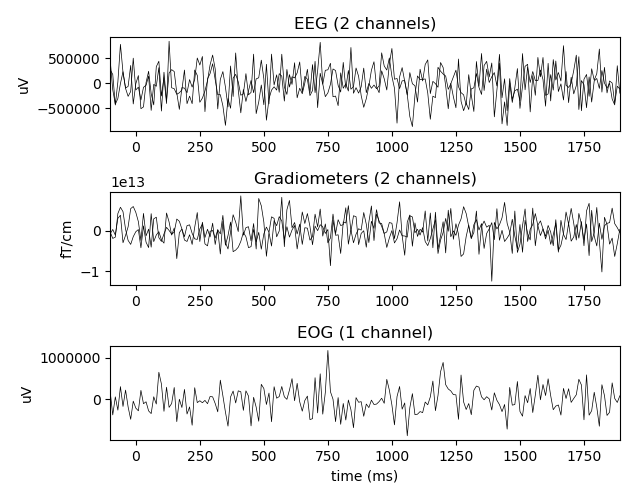 EEG (2 channels)
500000
0
−500000
uV
0 250 500 750 1000 1250 1500 1750
1e13
Gradiometers (2 channels)
0
−1
fT/cm
0 250 500 750 1000 1250 1500 1750
EOG (1 channel)
1000000
0
uV
0 250 500 750 1000 1250 1500 1750
time (ms)